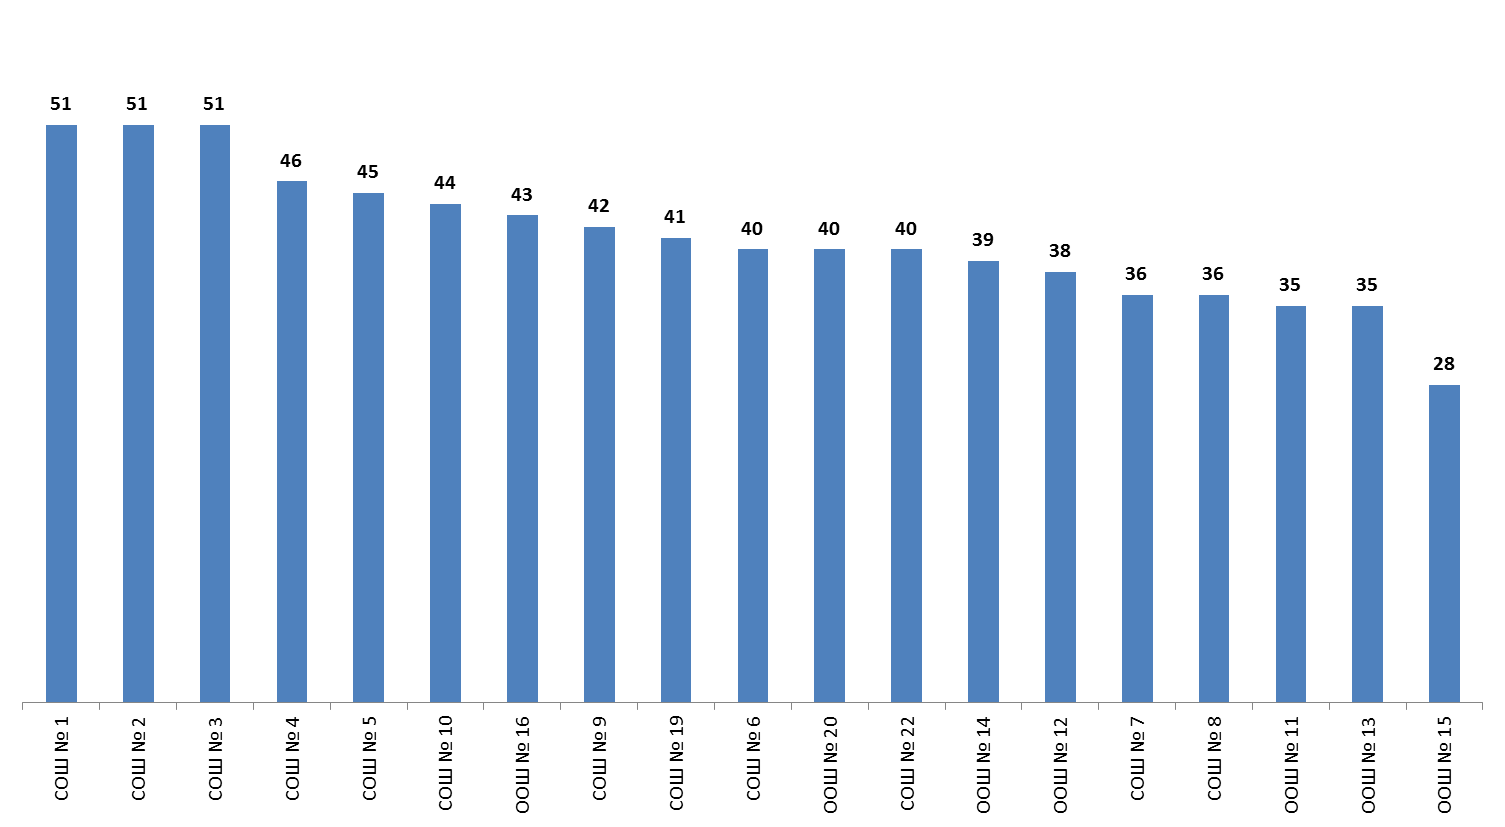 51
51
51
46
45
44
43
42
41
40
40
40
39
38
36
36
35
35
28
СОШ № 1
СОШ № 2
СОШ № 3
СОШ № 4
СОШ № 5
СОШ № 10
ООШ № 16
СОШ № 9
СОШ № 19
СОШ № 6
ООШ № 20
СОШ № 22
ООШ № 14
ООШ № 12
СОШ № 7
СОШ № 8
ООШ № 11
ООШ № 13
ООШ № 15